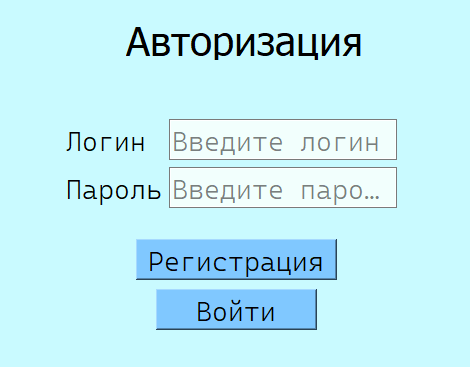 Авторизация
Логин Введите логин
Пароль Введите паро…
Регистрация
Войти